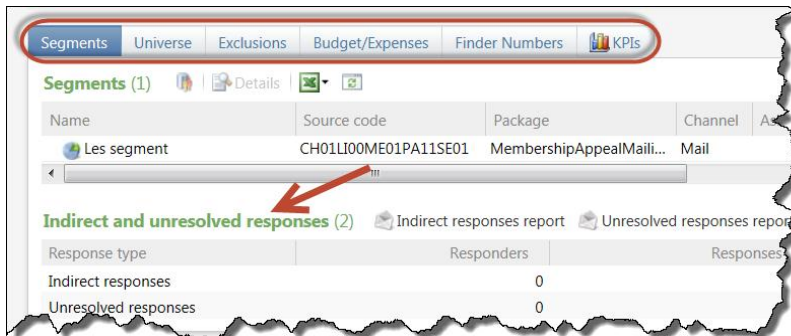 Segments Universe Exclusions Budget/Expenses Finder Numbers KPIs
Segments (1) Details
Name Source code Package Channel
Les segment CH01LI00ME01PA11SE01 MembershipAppealMaili... Mail
Indirect and unresolved responses (2) Indirect responses report Unresolved responses repor
Response type Responders Responses
Indirect responses 0
Unresolved responses 0